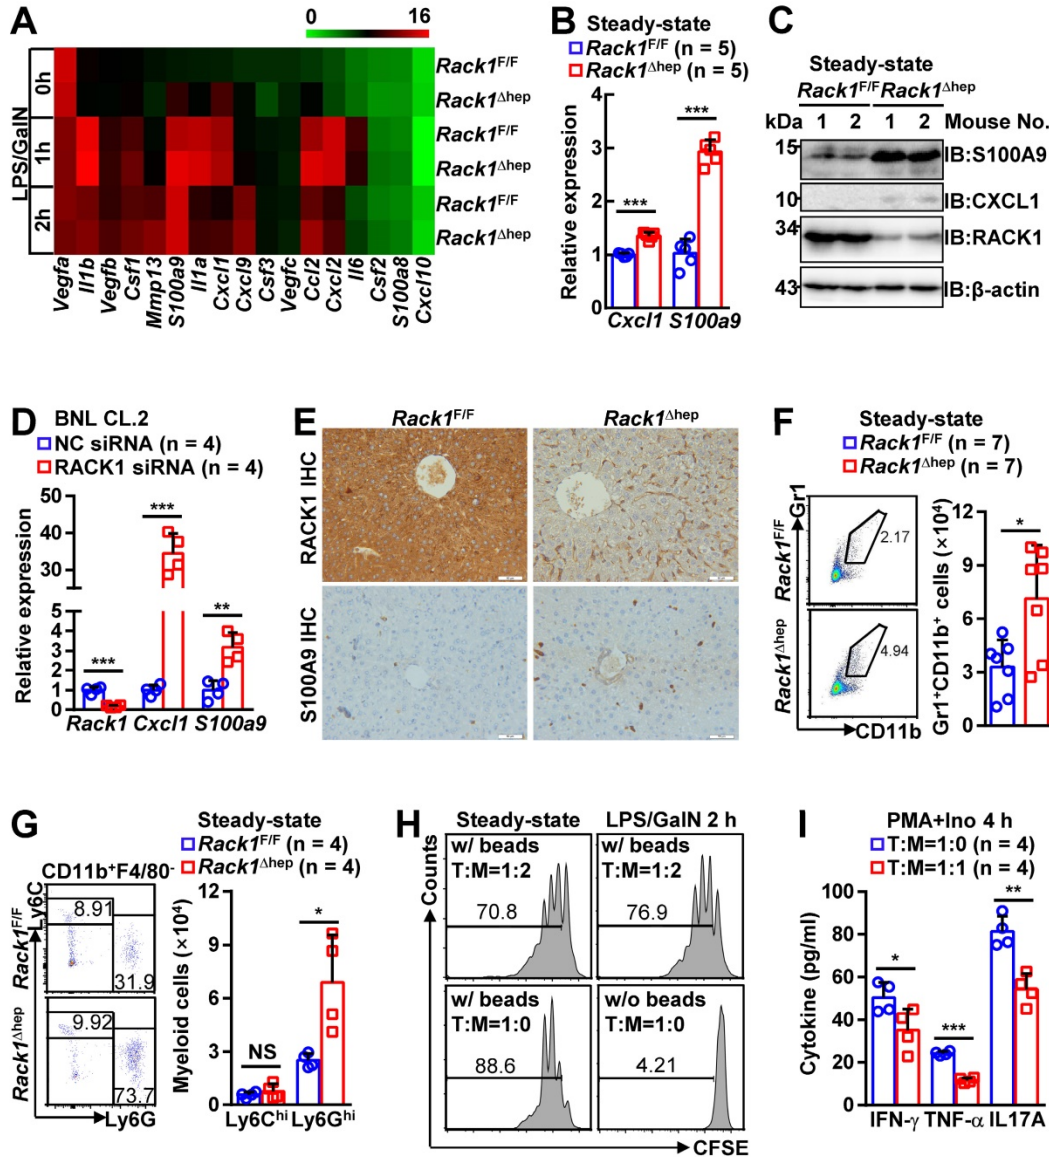 A
0
16
LPS/GalN
0h
1h
2h
Rack1F/F
Rack1Δhep
Rack1F/F
Rack1Δhep
Rack1F/F
Rack1Δhep
Vegfa
Il1b
Vegfb
Csf1
Mmp13
S100a9
Il1a
Cxcl1
Cxcl9
Csf3
Vegfc
Ccl2
Cxcl2
Il6
Csf2
S100a8
Cxcl10
B Steady-state
Rack1F/F (n = 5)
Rack1Δhep (n = 5)
Relative expression
4
3
2
1
0
***
***
Cxcl1 S100a9
C
Steady-state
Rack1F/F Rack1Δhep
kDa 1 2 1 2 Mouse No.
15 IB:S100A9
10 IB:CXCL1
34 IB:RACK1
43 IB:β-actin
D BNL CL.2
NC siRNA (n = 4)
RACK1 siRNA (n = 4)
Relative expression
50
40
30
5
4
3
2
1
0
***
***
**
Rack1 Cxcl1 S100a9
E
Rack1F/F Rack1Δhep
RACK1 IHC
S100A9 IHC
F Steady-state
Rack1F/F (n = 7)
Rack1Δhep (n = 7)
Gr1
Rack1F/F
2.17
Rack1Δhep
4.94
CD11b
Gr1+CD11b+ cells (×10⁴)
12
9
6
3
0
*
G Steady-state
Rack1F/F (n = 4)
Rack1Δhep (n = 4)
CD11b+F4/80-
Ly6C
Rack1F/F
8.91
31.9
Rack1Δhep
9.92
73.7
Ly6G
Myeloid cells (×10⁴)
12
9
6
3
0
NS
*
Ly6Chi Ly6Ghi
H Steady-state LPS/GalN 2 h
Counts
w/ beads
T:M=1:2
70.8
w/ beads
T:M=1:2
76.9
w/ beads
T:M=1:0
88.6
w/o beads
T:M=1:0
4.21
CFSE
I PMA+Ino 4 h
T:M=1:0 (n = 4)
T:M=1:1 (n = 4)
Cytokine (pg/ml)
100
80
60
40
20
0
*
***
**
IFN-γ TNF-α IL17A